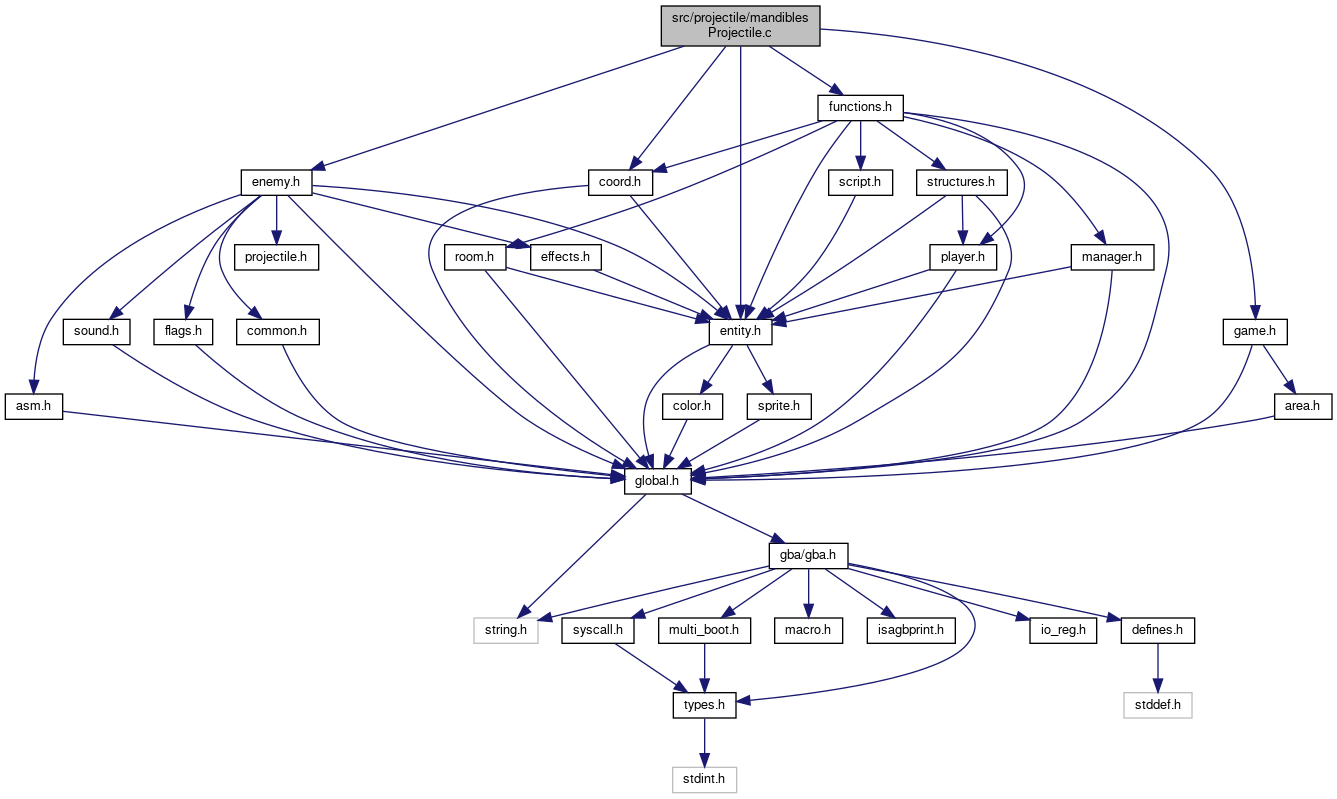 src/projectile/mandibles
Projectile.c
functions.h
enemy.h
coord.h
script.h
structures.h
projectile.h
room.h
effects.h
player.h
manager.h
sound.h
flags.h
common.h
entity.h
game.h
asm.h
color.h
sprite.h
area.h
global.h
gba/gba.h
string.h
syscall.h
multi_boot.h
macro.h
isagbprint.h
io_reg.h
defines.h
types.h
stddef.h
stdint.h